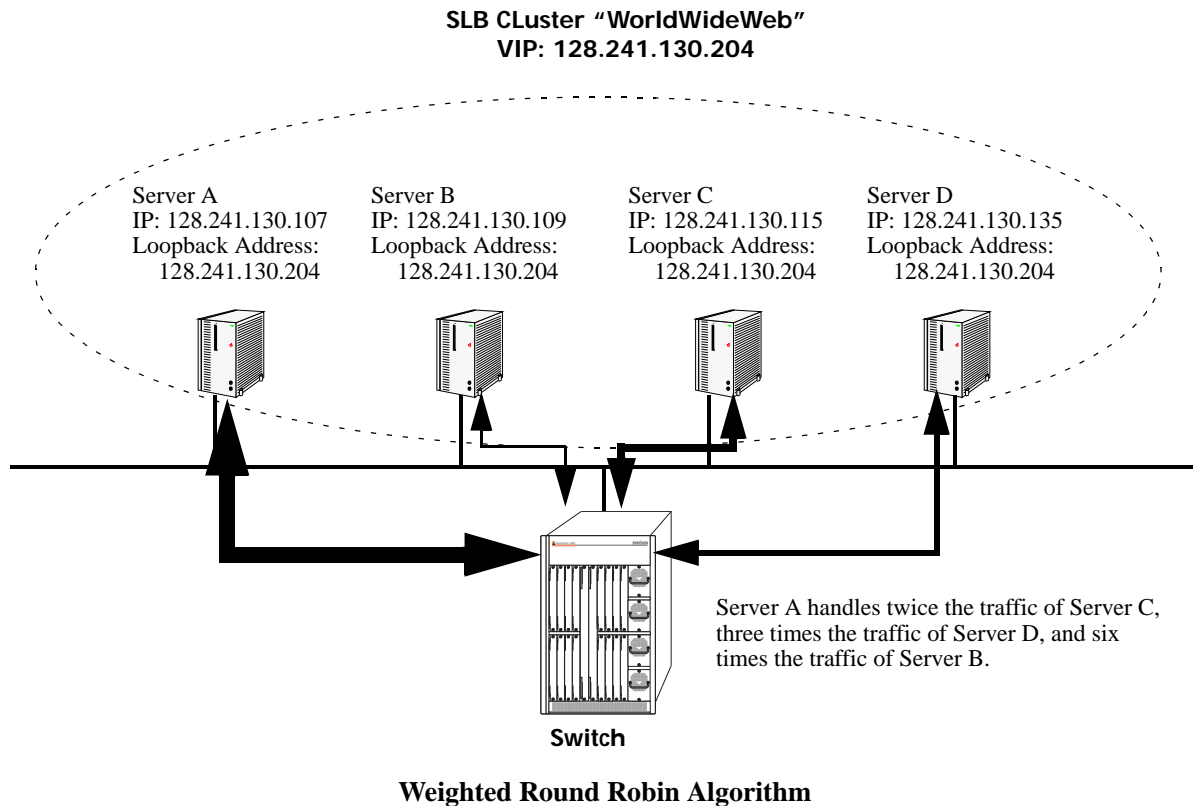 SLB CLuster “WorldWideWeb”
VIP: 128.241.130.204
Server A
IP: 128.241.130.107
Loopback Address:
128.241.130.204
Server B
IP: 128.241.130.109
Loopback Address:
128.241.130.204
Server C
IP: 128.241.130.115
Loopback Address:
128.241.130.204
Server D
IP: 128.241.130.135
Loopback Address:
128.241.130.204
Server A handles twice the traffic of Server C,
three times the traffic of Server D, and six
times the traffic of Server B.
Switch
Weighted Round Robin Algorithm